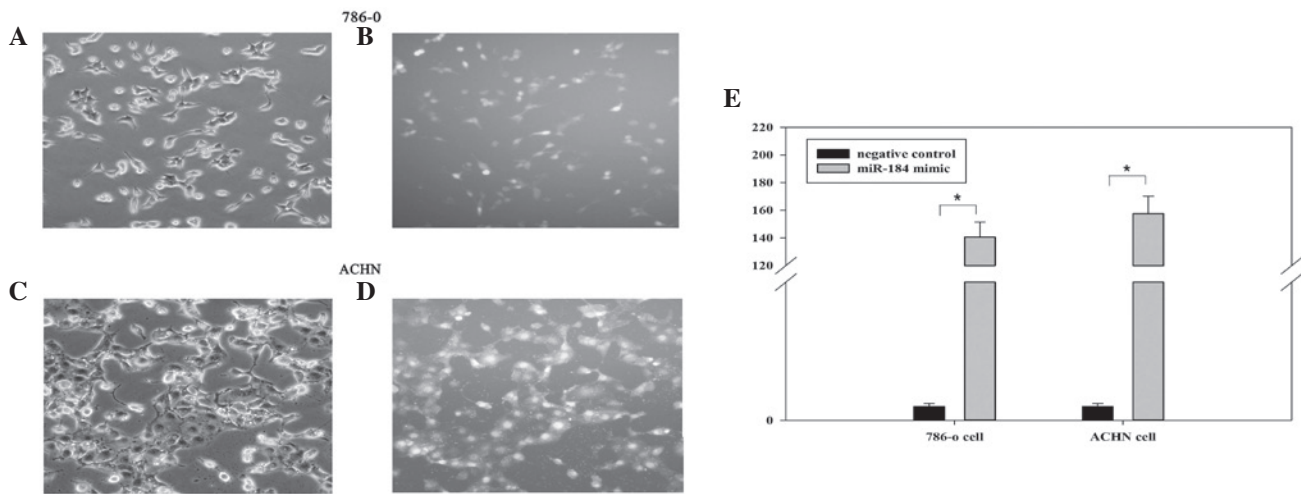 786-0
A
B
ACHN
C
D
E
220
200
180
160
140
120
0
negative control
miR-184 mimic
*
*
786-o cell
ACHN cell